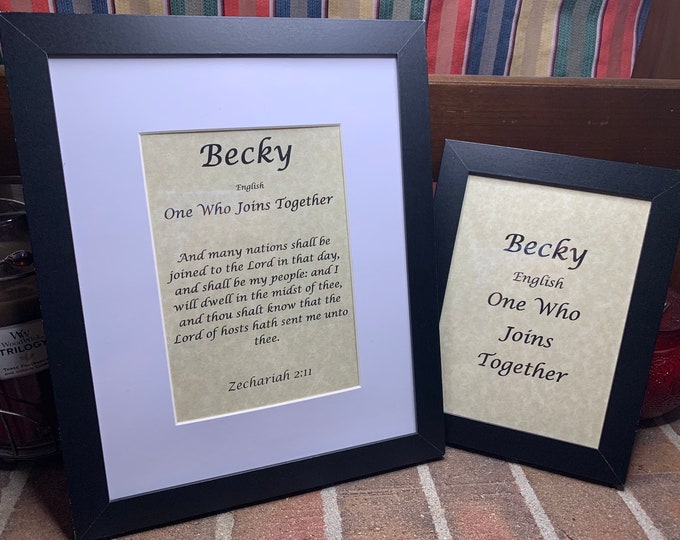 Becky
English
One Who Joins Together
And many nations shall be
joined to the Lord in that day,
and shall be my people: and I
will dwell in the midst of thee,
and thou shalt know that the
Lord of hosts hath sent me unto
thee.
Zechariah 2:11
Becky
English
One Who
Joins
Together
TRILOGY